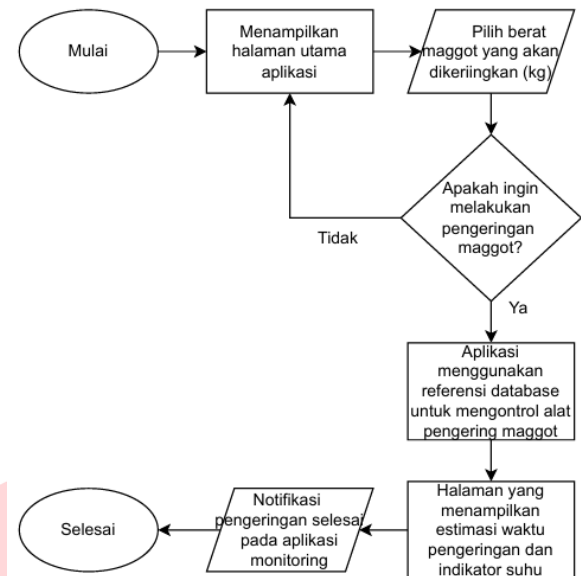 Mulai
Menampilkan
halaman utama
aplikasi
Pilih berat
maggot yang akan
dikeriingkan (kg)
Apakah ingin
melakukan
pengeringan
maggot?
Tidak
Ya
Aplikasi
menggunakan
referensi database
untuk mengontrol alat
pengering maggot
Halaman yang
menampilkan
estimasi waktu
pengeringan dan
indikator suhu
Notifikasi
pengeringan selesai
pada aplikasi
monitoring
Selesai